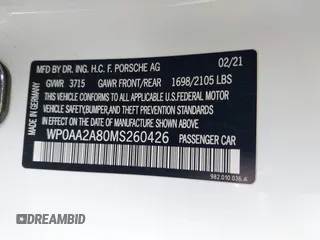 MFD BY DR. ING. H.C. F. PORSCHE AG 02/21
GVWR 3715 GAWR 1698/2105 LBS
THIS VEHICLE CONFORMS TO ALL APPLICABLE U.S.FEDERAL MOTOR
VEHICLE SAFETY,BUMPER,AND THEFT PREVENTION STANDARDS
IN EFFECT ON THE DATE OF MANUFACTURE SHOWN ABOVE.
MADE IN GERMANY
WP0AA2A80MS260426 PASSENGER CAR
982.010.036.A
DREAMBID